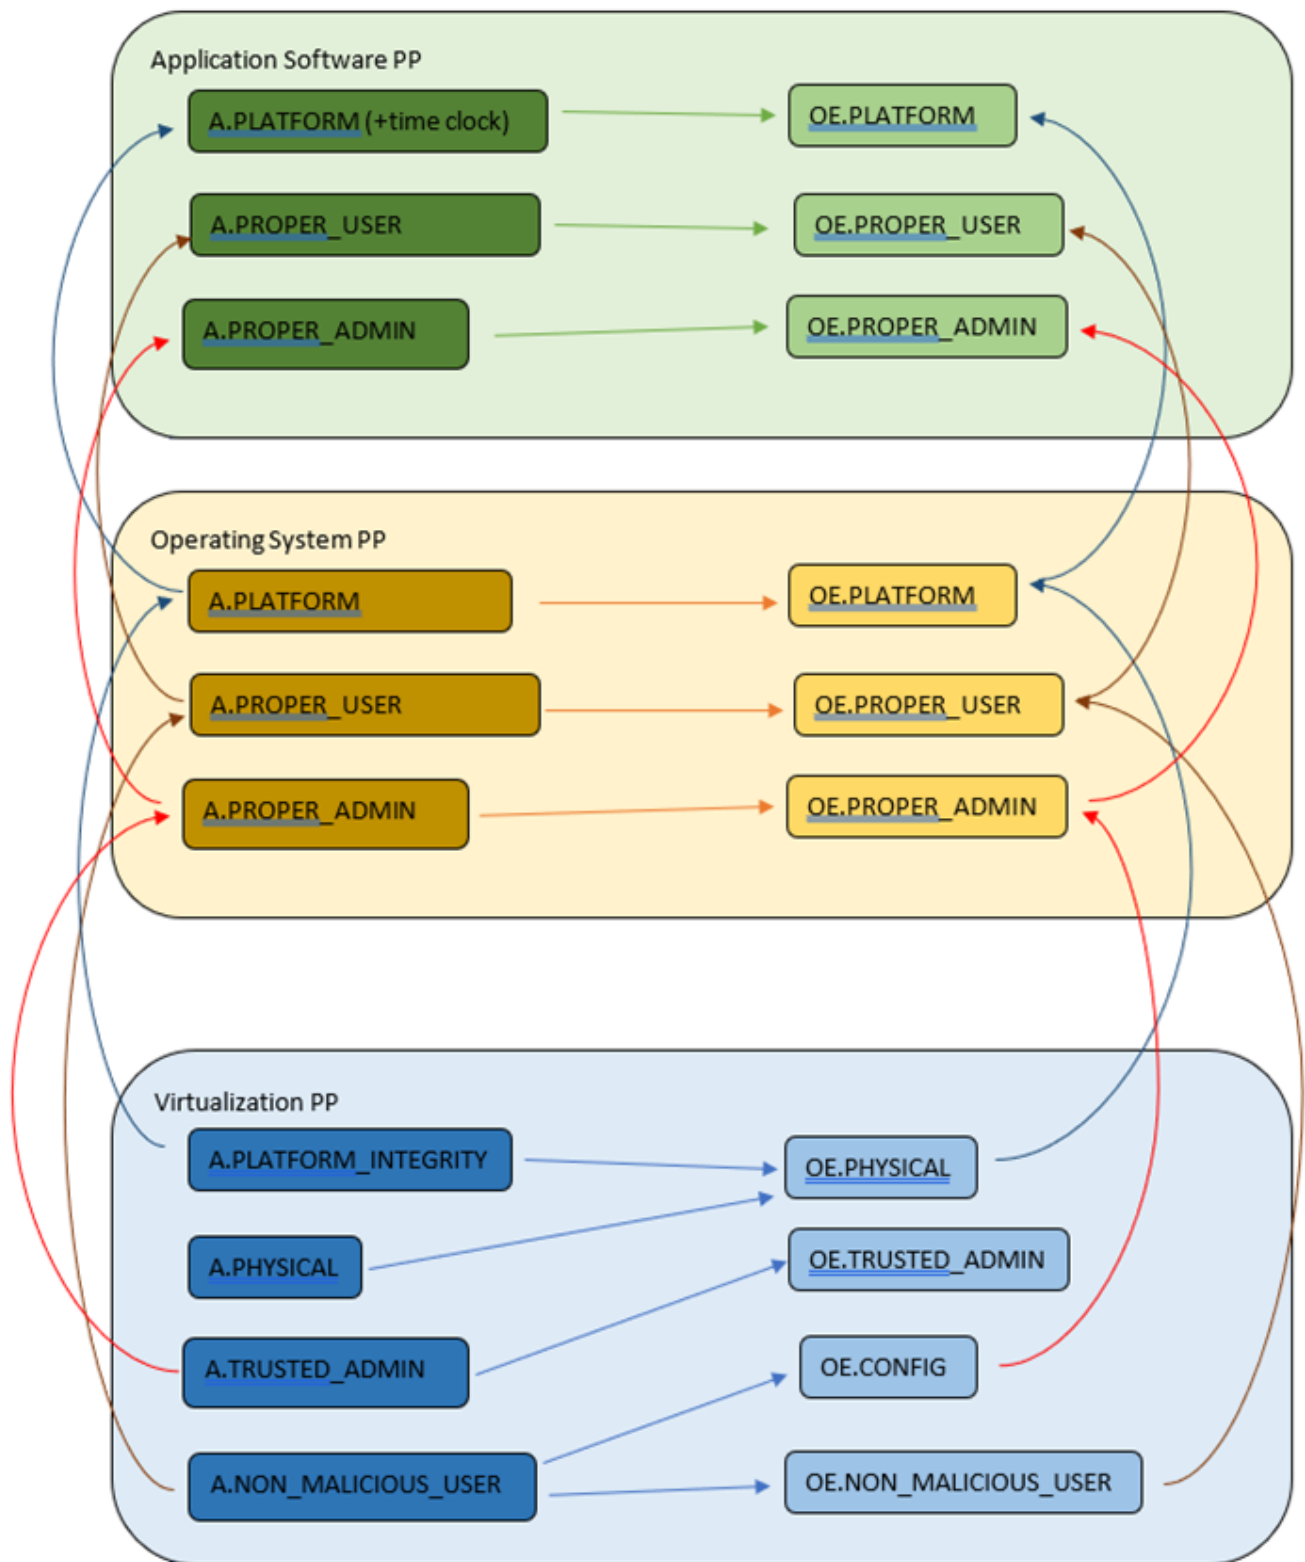 Application Software PP
A.PLATFORM (+time clock)
OE.PLATFORM
A.PROPER_USER
OE.PROPER_USER
A.PROPER_ADMIN
OE.PROPER_ADMIN
Operating System PP
A.PLATFORM
OE.PLATFORM
A.PROPER_USER
OE.PROPER_USER
A.PROPER_ADMIN
OE.PROPER_ADMIN
Virtualization PP
A.PLATFORM_INTEGRITY
OE.PHYSICAL
A.PHYSICAL
OE.TRUSTED_ADMIN
A.TRUSTED_ADMIN
OE.CONFIG
A.NON_MALICIOUS_USER
OE.NON_MALICIOUS_USER